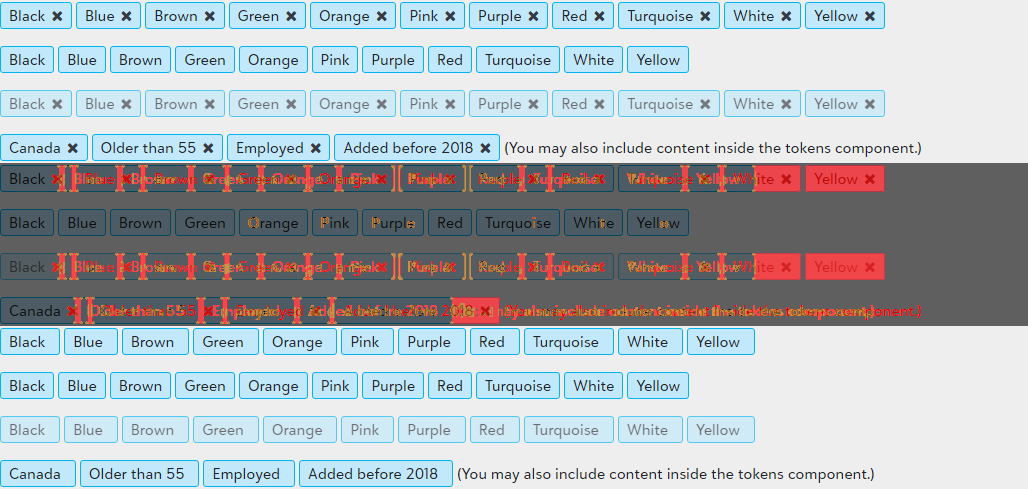 Black ✖ Blue ✖ Brown ✖ Green ✖ Orange ✖ Pink ✖ Purple ✖ Red ✖ Turquoise ✖ White ✖ Yellow ✖
Black Blue Brown Green Orange Pink Purple Red Turquoise White Yellow
Black ✖ Blue ✖ Brown ✖ Green ✖ Orange ✖ Pink ✖ Purple ✖ Red ✖ Turquoise ✖ White ✖ Yellow ✖
Canada ✖ Older than 55 ✖ Employed ✖ Added before 2018 ✖ (You may also include content inside the tokens component.)
Black Yellow ✖
Black Blue Brown Green Orange Pink Purple Red Turquoise White Yellow
Black Yellow ✖
Canada
Black Blue Brown Green Orange Pink Purple Red Turquoise White Yellow
Black Blue Brown Green Orange Pink Purple Red Turquoise White Yellow
Black Blue Brown Green Orange Pink Purple Red Turquoise White Yellow
Canada Older than 55 Employed Added before 2018 (You may also include content inside the tokens component.)